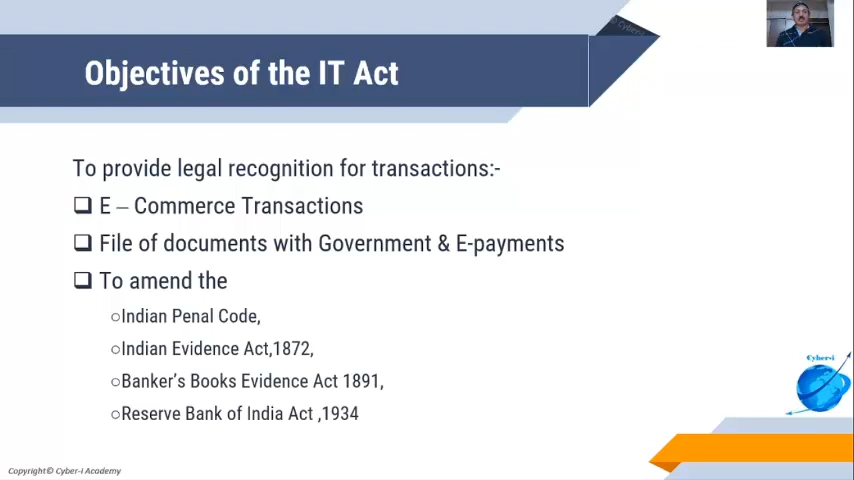 Objectives of the IT Act
To provide legal recognition for transactions:-
E – Commerce Transactions
File of documents with Government & E-payments
To amend the
Indian Penal Code,
Indian Evidence Act,1872,
Banker's Books Evidence Act 1891,
Reserve Bank of India Act ,1934
Cyber-i
Copyright© Cyber-i Academy